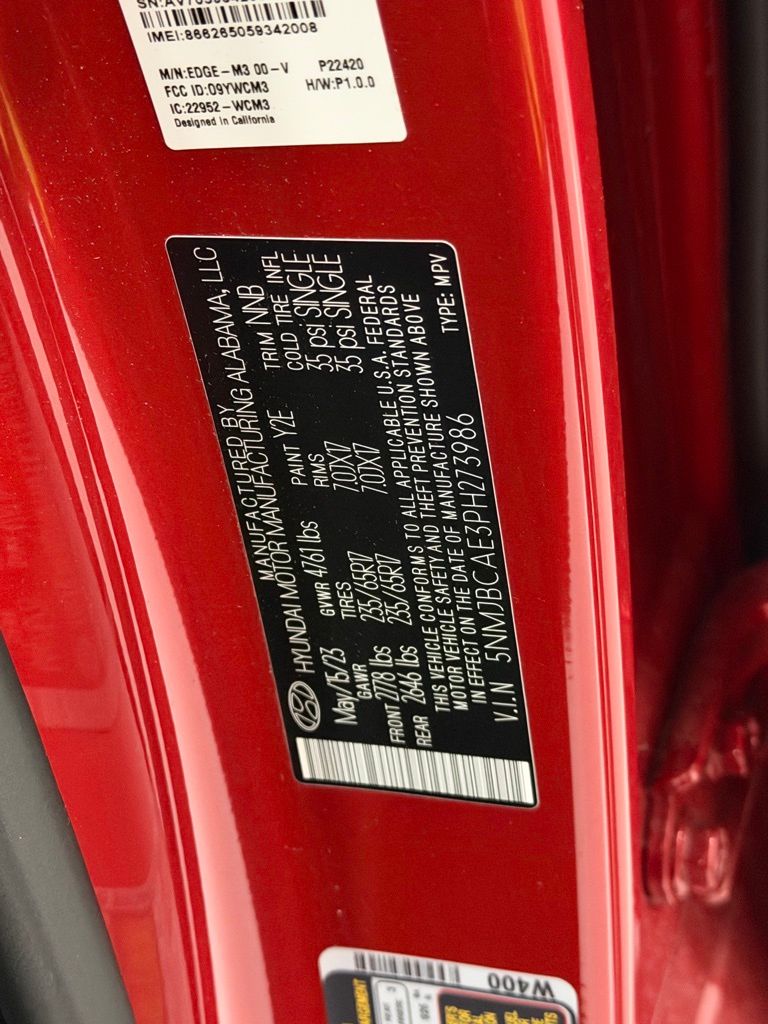 IMEI:866265059342008
M/N:EDGE-M3 00-V P22420
FCC ID:O9YWCM3 H/W:P1.0.0
IC:22952-WCM3
Designed in California
MANUFACTURED BY
HYUNDAI MOTOR MANUFACTURING ALABAMA, LLC
May/15/23 GVWR 4761 lbs PAINT Y2E TRIM NNB
GAWR TIRES RIMS COLD TIRE INFL
FRONT 2778 lbs 235/65R17 7.0JX17 35 psi SINGLE
REAR 2646 lbs 235/65R17 7.0JX17 35 psi SINGLE
THIS VEHICLE CONFORMS TO ALL APPLICABLE U.S.A. FEDERAL
MOTOR VEHICLE SAFETY AND THEFT PREVENTION STANDARDS
IN EFFECT ON THE DATE OF MANUFACTURE SHOWN ABOVE
V.I.N 5NMJBCAE3PH273986 TYPE: MPV
W400